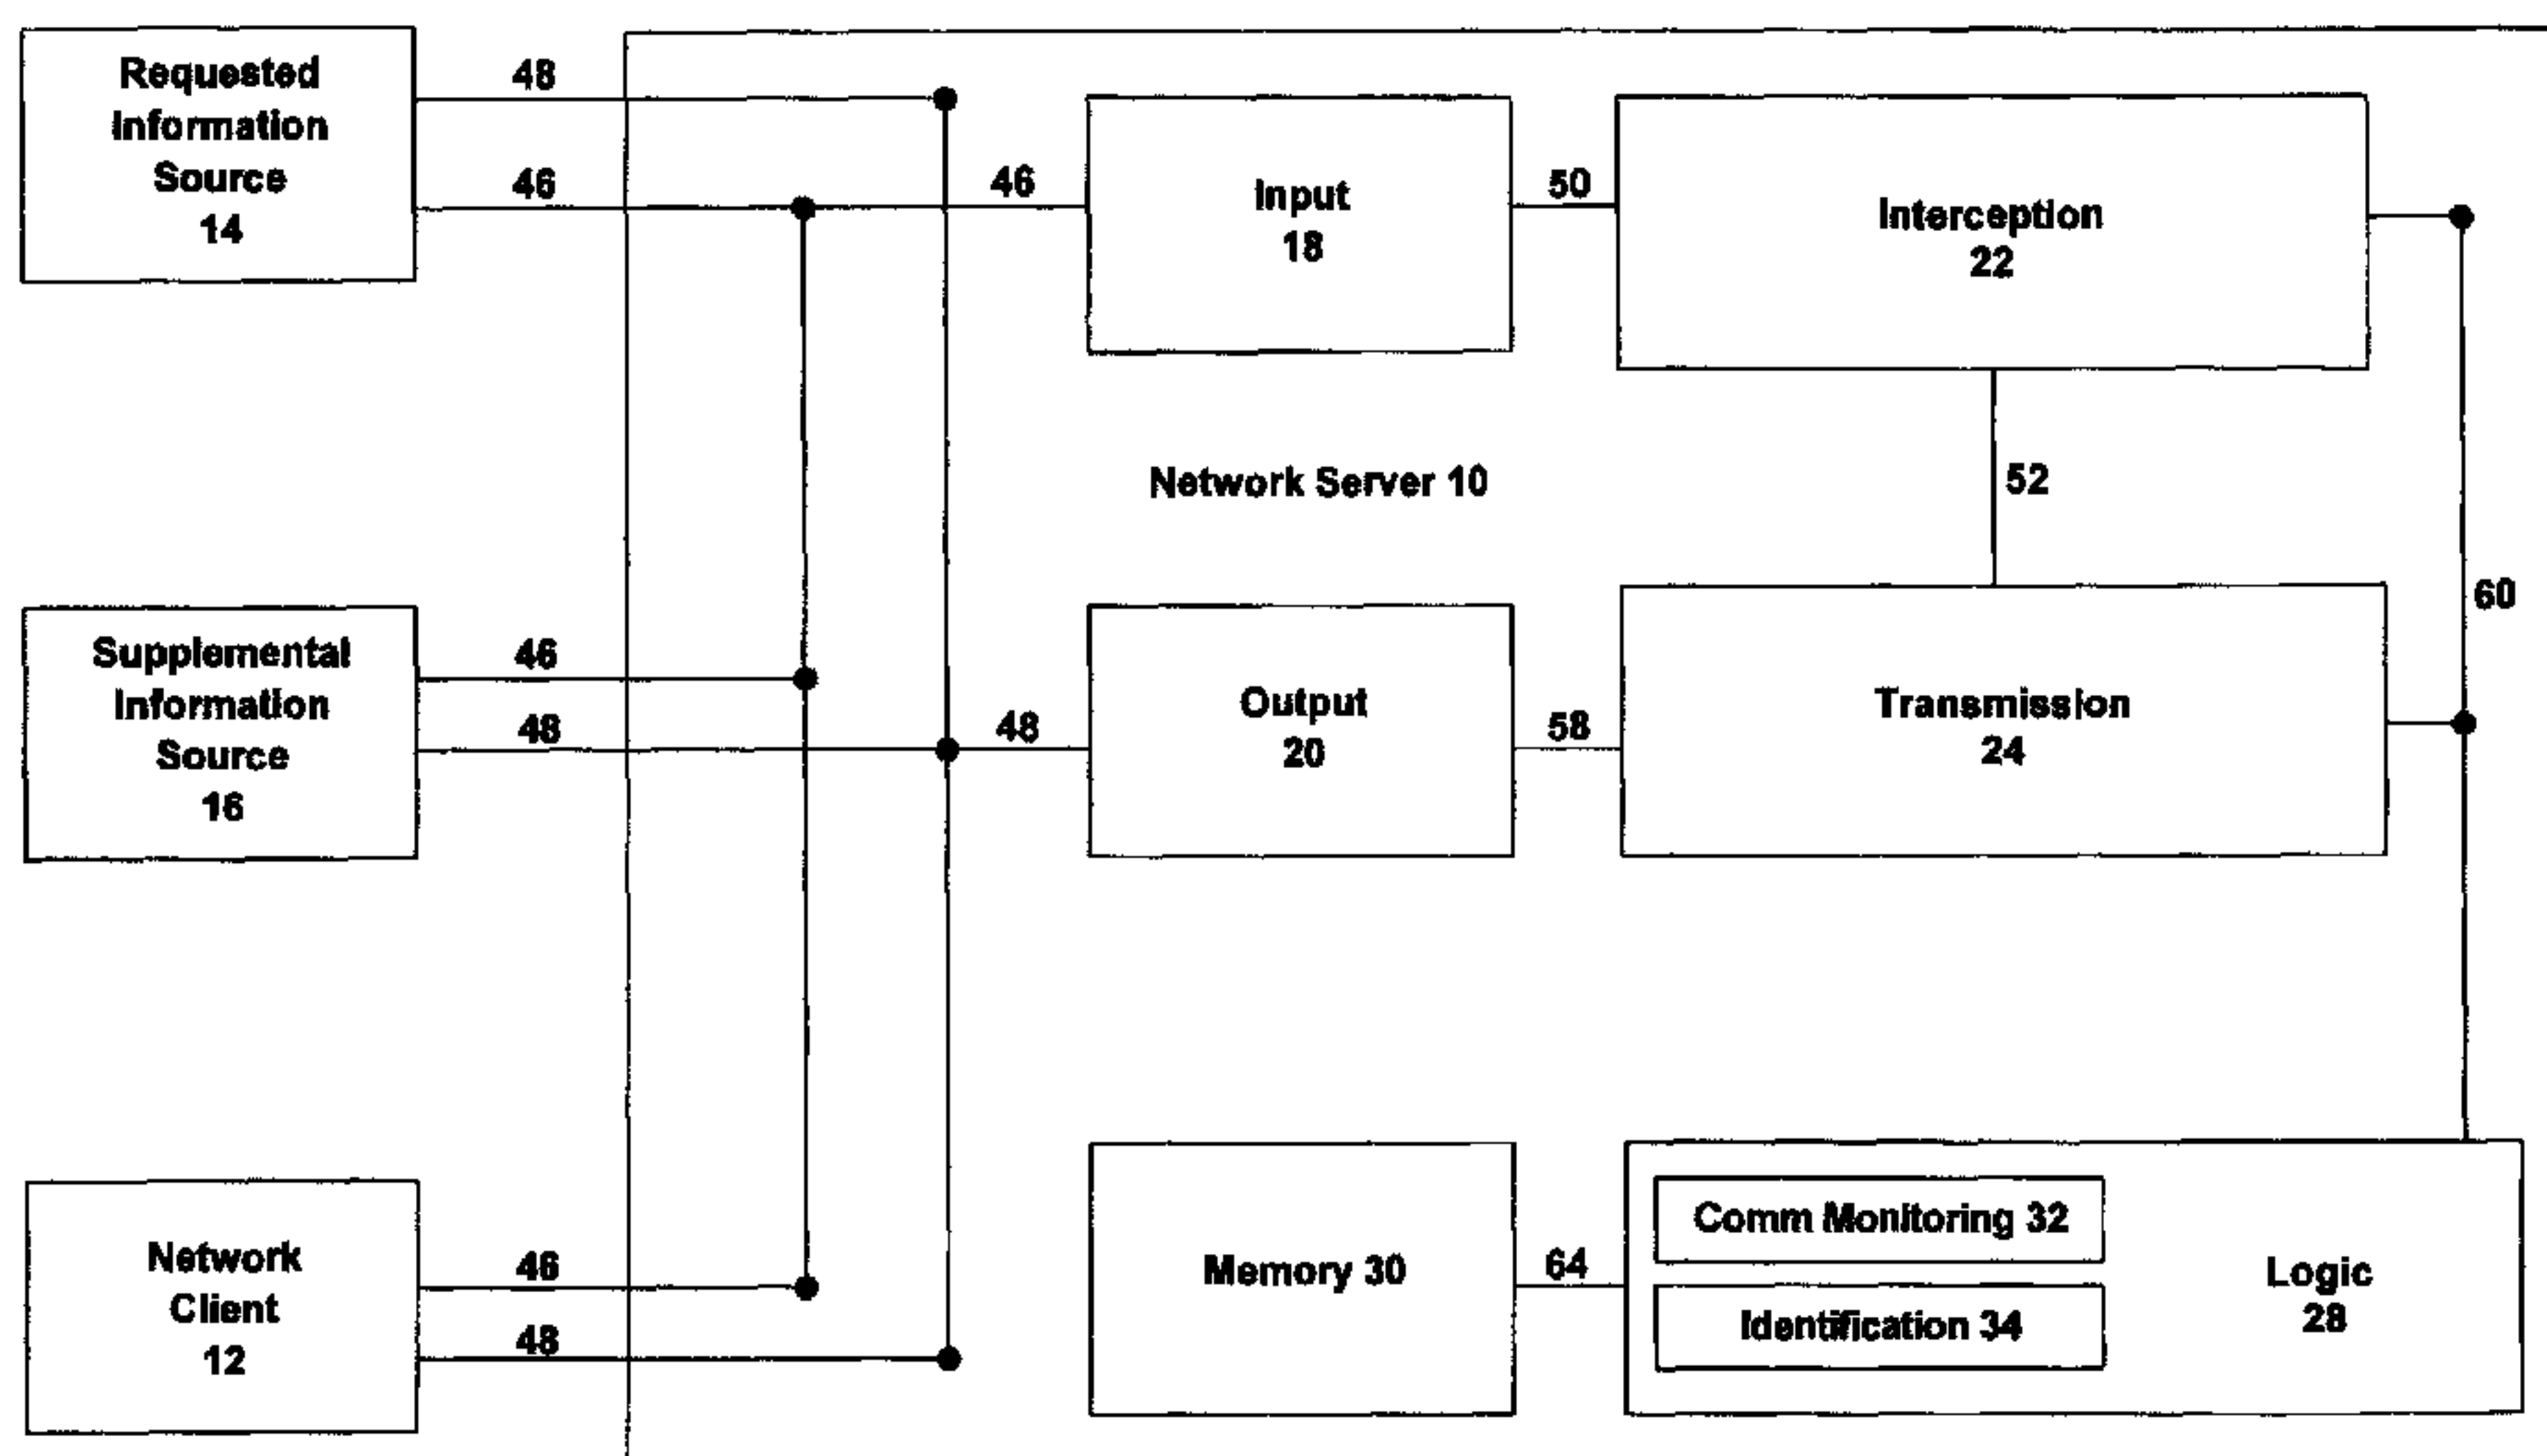 Requested
Information
Source
14
48
46
46
Input
18
50
Interception
22
Network Server 10
52
60
Supplemental
Information
Source
16
46
48
48
Output
20
58
Transmission
24
Network
Client
12
46
48
Memory 30
64
Comm Monitoring 32
Identification 34
Logic
28